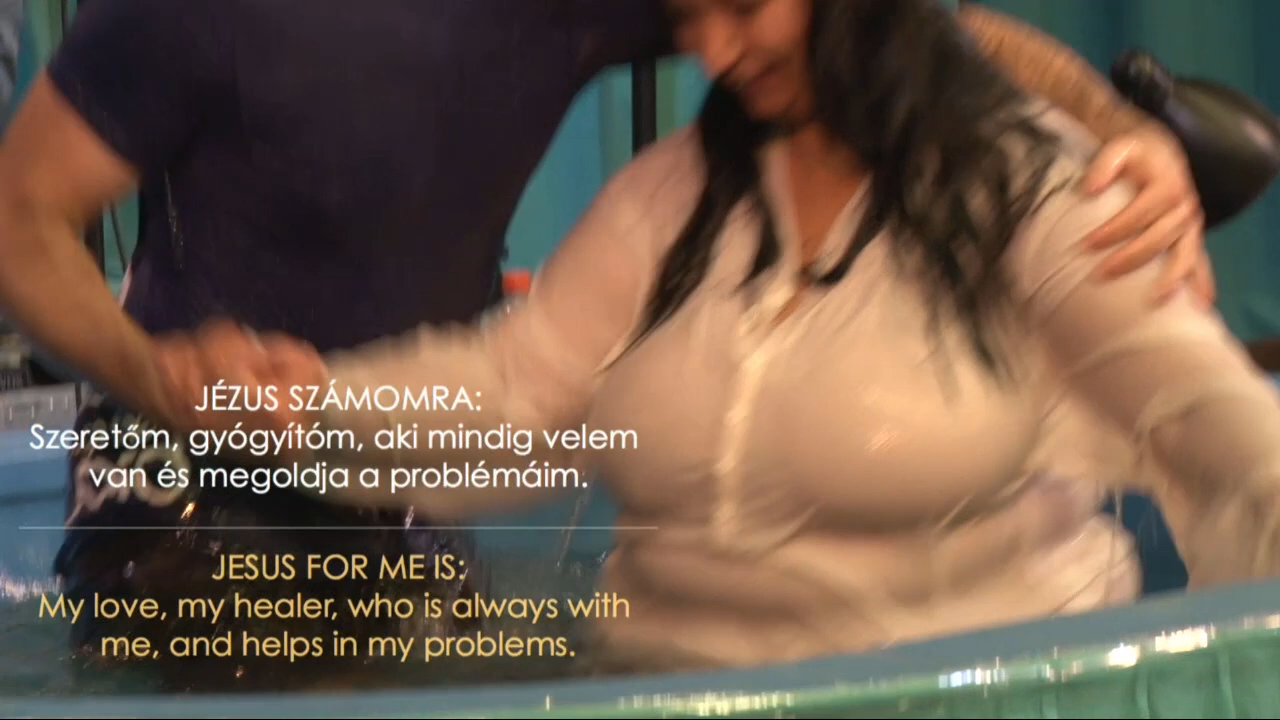 JÉZUS SZÁMOMRA:
Szeretőm, gyógyítóm, aki mindig velem
van és megoldja a problémáim.
JESUS FOR ME IS:
My love, my healer, who is always with
me, and helps in my problems.